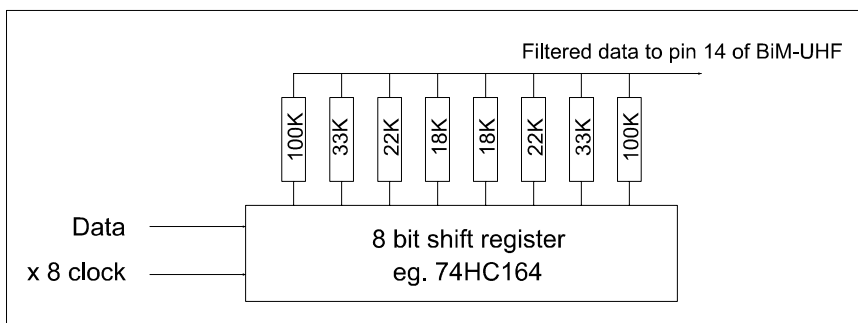 Filtered data to pin 14 of BiM-UHF
100K 33K 22K 18K 18K 22K 33K 100K
Data
8 bit shift register
x 8 clock
eg. 74HC164